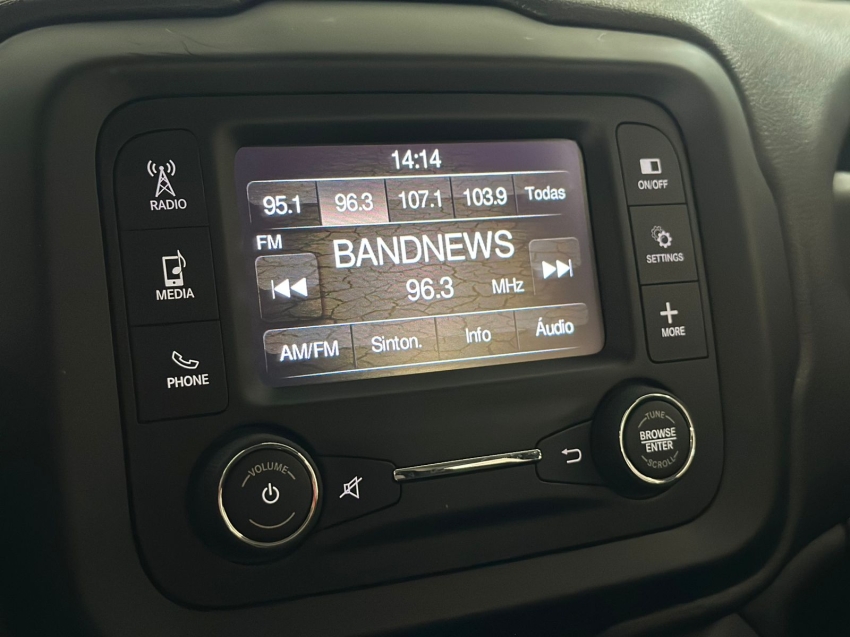 14:14
95.1 96.3 107.1 103.9 Todas
FM
BANDNEWS
96.3 MHz
AM/FM Sinton. Info Áudio
RADIO
MEDIA
PHONE
ON/OFF
SETTINGS
MORE
VOLUME
TUNE
BROWSE
ENTER
SCROLL